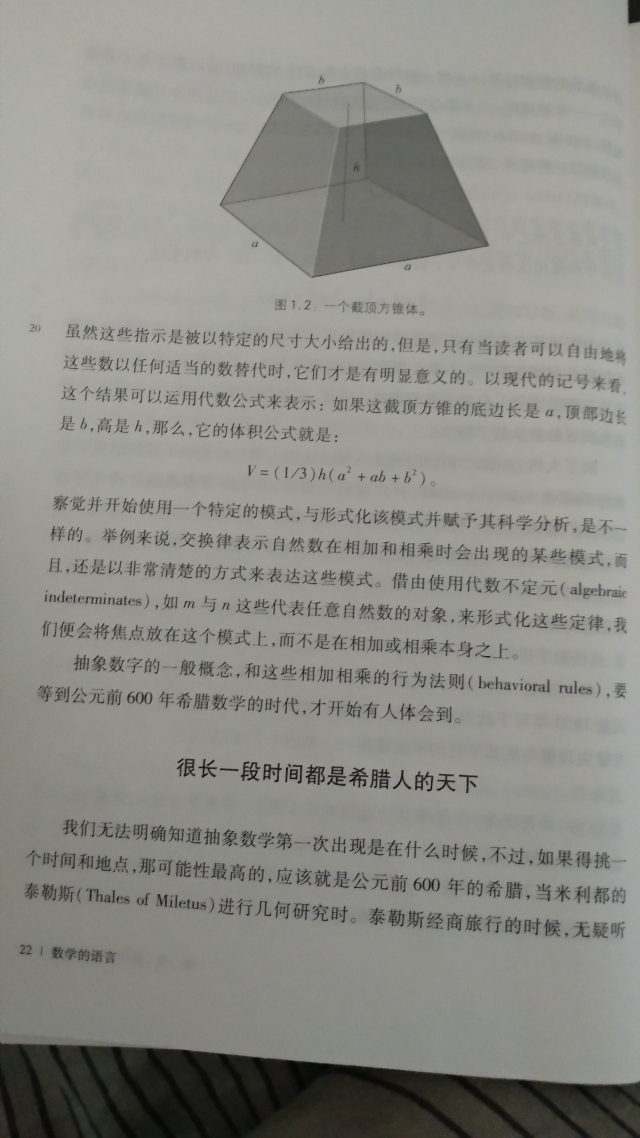 b
b
h
a
a
图1.2 一个截顶方锥体。
20
虽然这些指示是被以特定的尺寸大小给出的,但是,只有当读者可以自由地将
这些数以任何适当的数替代时,它们才是有明显意义的。以现代的记号来看,
这个结果可以运用代数公式来表示:如果这截顶方锥的底边长是 a,顶部边长
是 b,高是 h,那么,它的体积公式就是:
V=(1/3)h(a²+ab+b²)。
察觉并开始使用一个特定的模式,与形式化该模式并赋予其科学分析,是不一
样的。举例来说,交换律表示自然数在相加和相乘时会出现的某些模式,而
且,还是以非常清楚的方式来表达这些模式。借由使用代数不定元(algebraic
indeterminates),如 m 与 n 这些代表任意自然数的对象,来形式化这些定律,我
们便会将焦点放在这个模式上,而不是在相加或相乘本身之上。
抽象数字的一般概念,和这些相加相乘的行为法则(behavioral rules),要
等到公元前 600 年希腊数学的时代,才开始有人体会到。
很长一段时间都是希腊人的天下
我们无法明确知道抽象数学第一次出现是在什么时候,不过,如果得挑一
个时间和地点,那可能性最高的,应该就是公元前 600 年的希腊,当米利都的
泰勒斯(Thales of Miletus)进行几何研究时。泰勒斯经商旅行的时候,无疑听
22 | 数学的语言